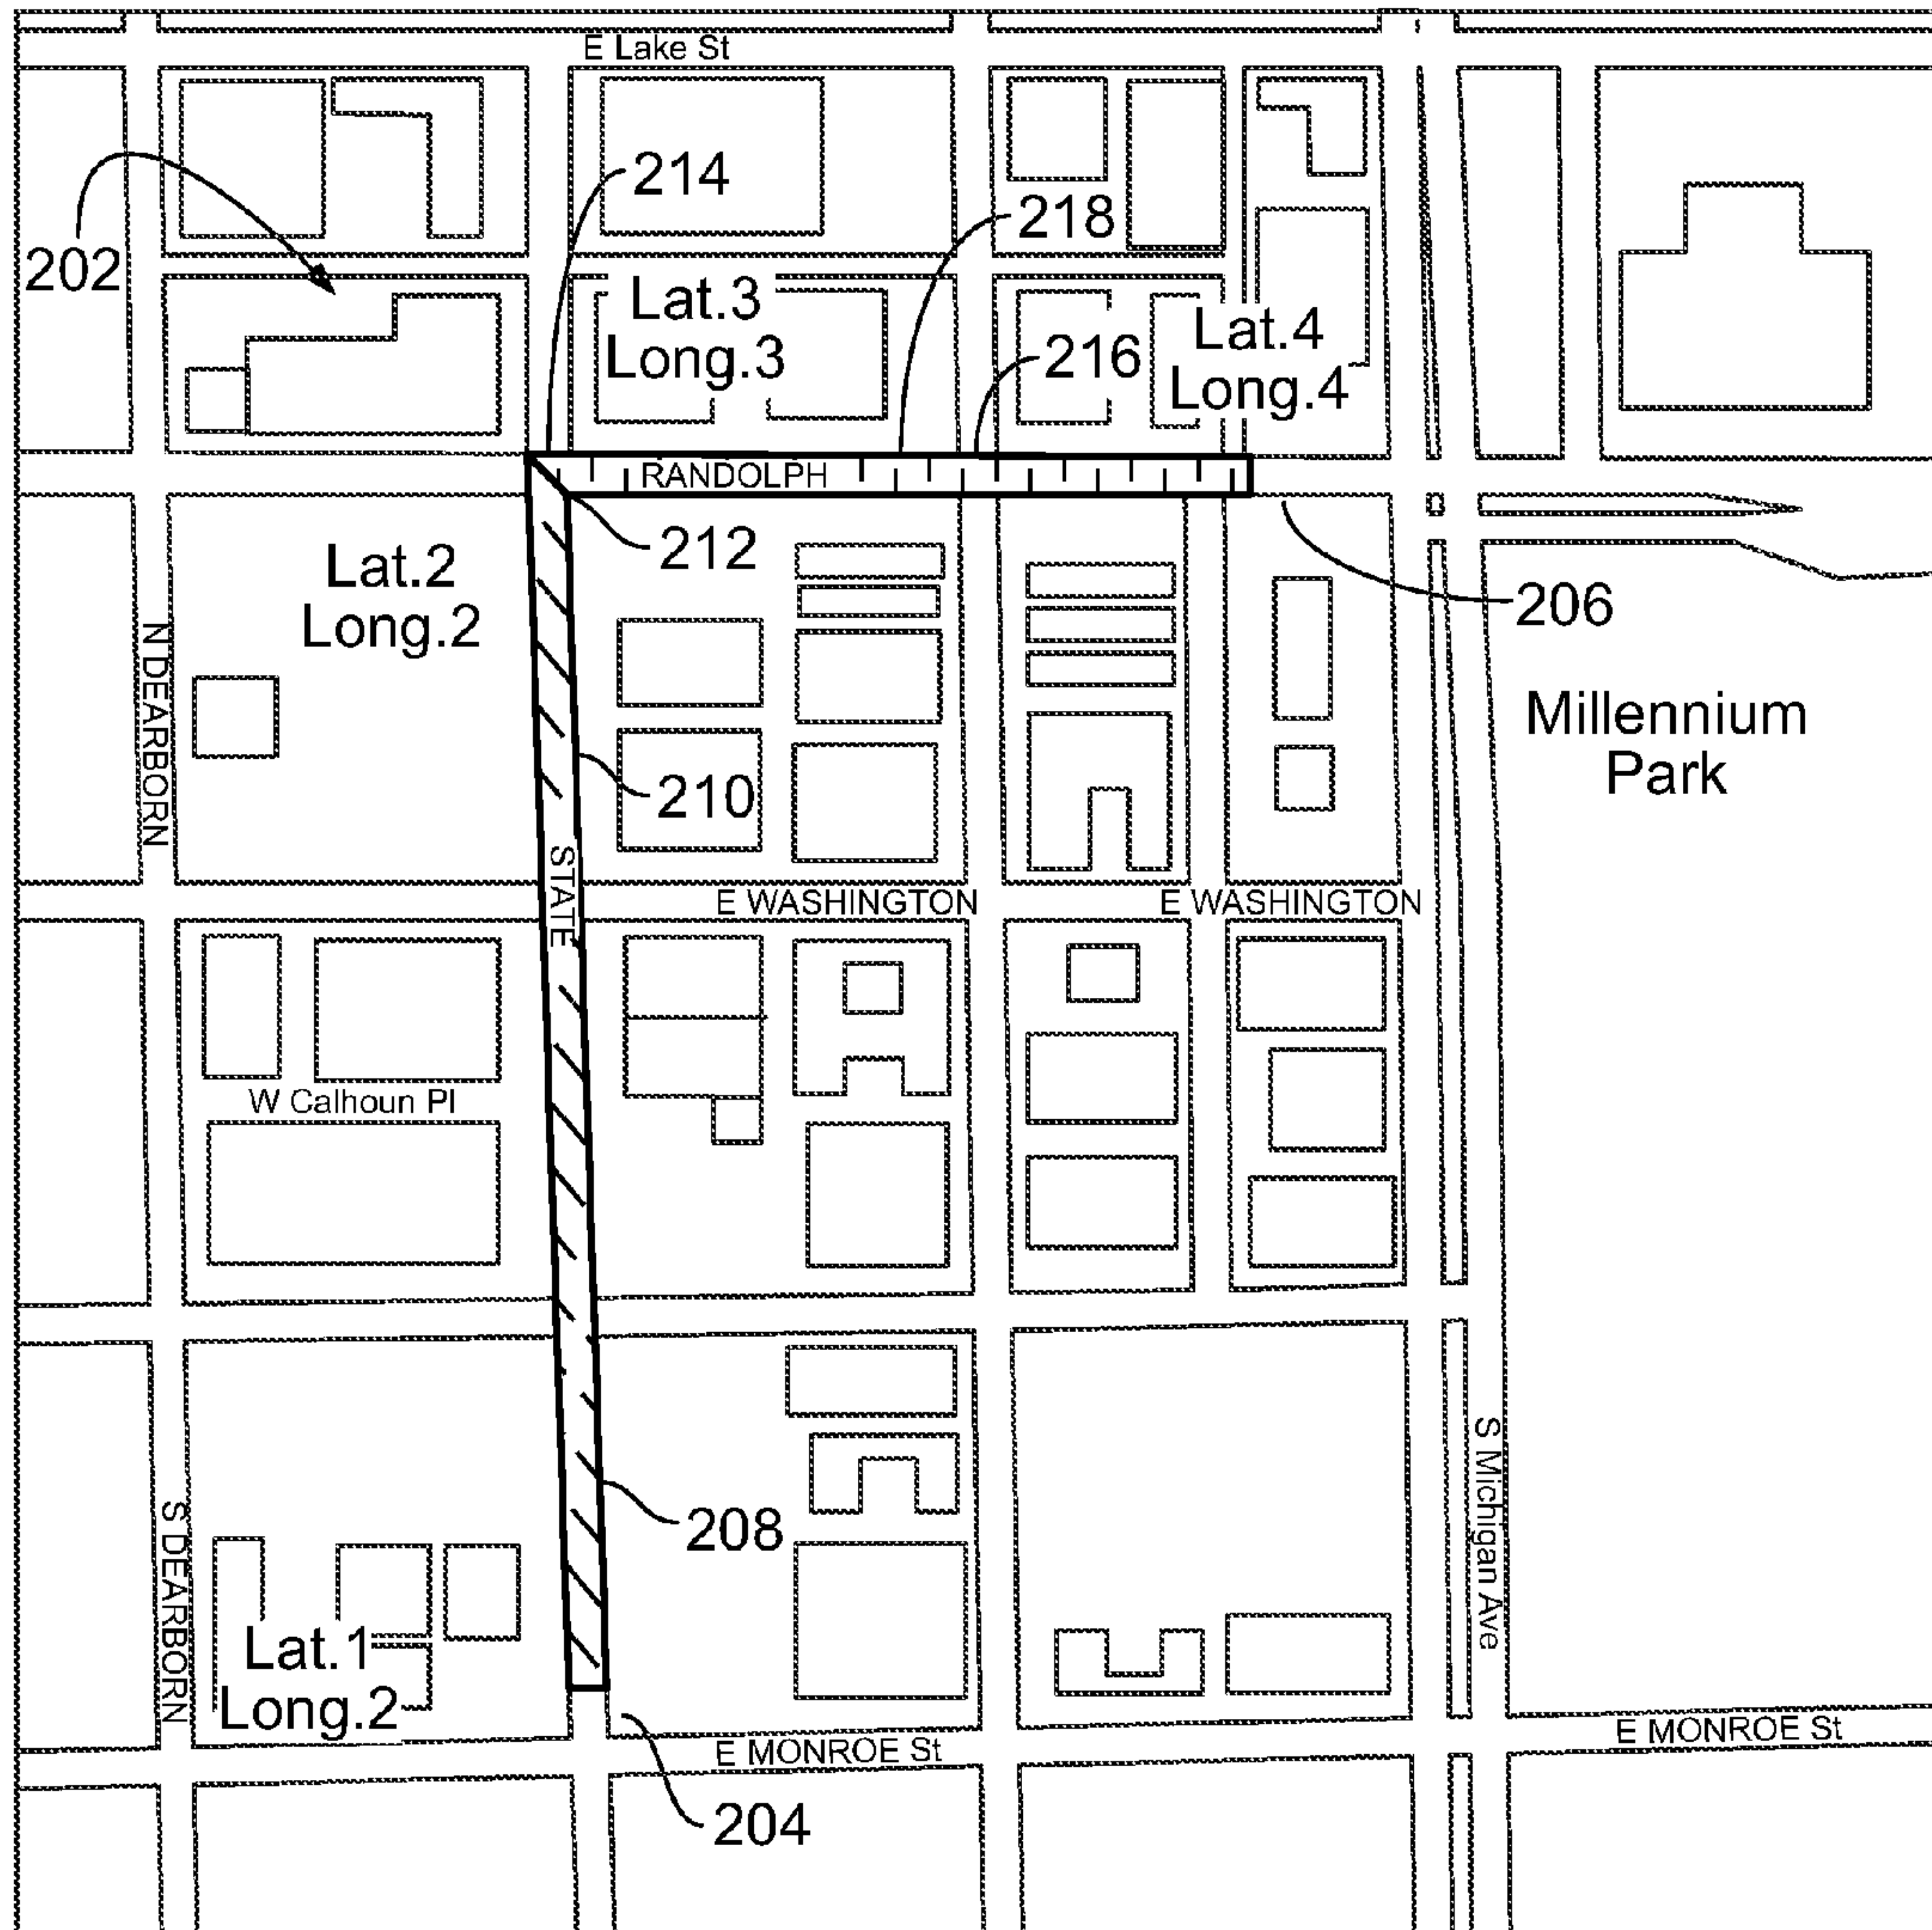 E Lake St
214
218
202
Lat.3
Long.3
Lat.4
Long.4
216
RANDOLPH
212
Lat.2
Long.2
206
N DEARBORN
Millennium
Park
210
STATE
E WASHINGTON
E WASHINGTON
W Calhoun Pl
S Michigan Ave
208
S DEARBORN
Lat.1
Long.2
E MONROE St
E MONROE St
204